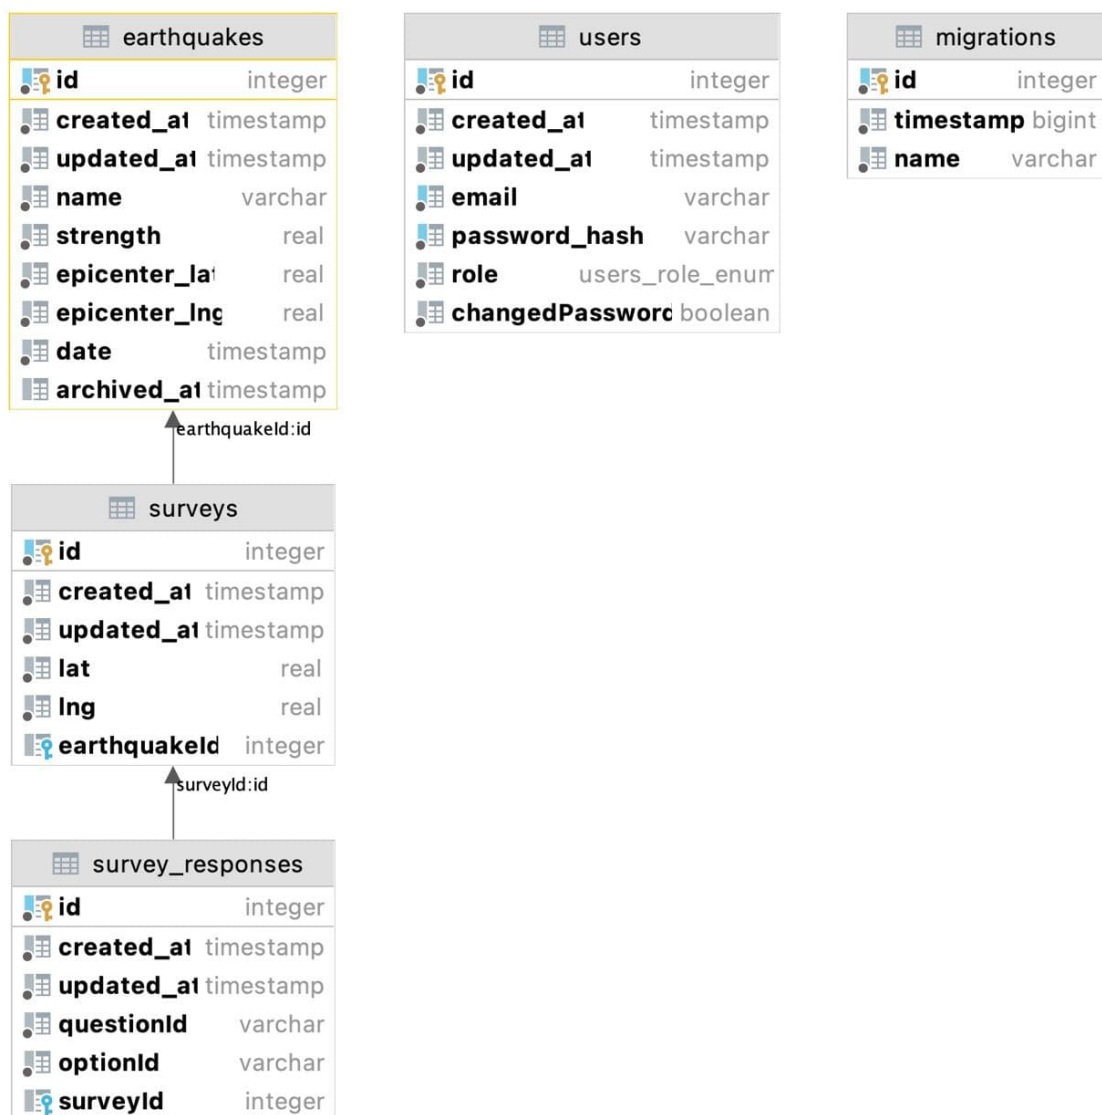 earthquakes
id integer
created_at timestamp
updated_at timestamp
name varchar
strength real
epicenter_lat real
epicenter_lng real
date timestamp
archived_at timestamp
earthquakeId:id
surveys
id integer
created_at timestamp
updated_at timestamp
lat real
lng real
earthquakeId integer
surveyId:id
survey_responses
id integer
created_at timestamp
updated_at timestamp
questionId varchar
optionId varchar
surveyId integer
users
id integer
created_at timestamp
updated_at timestamp
email varchar
password_hash varchar
role users_role_enum
changedPassword boolean
migrations
id integer
timestamp bigint
name varchar